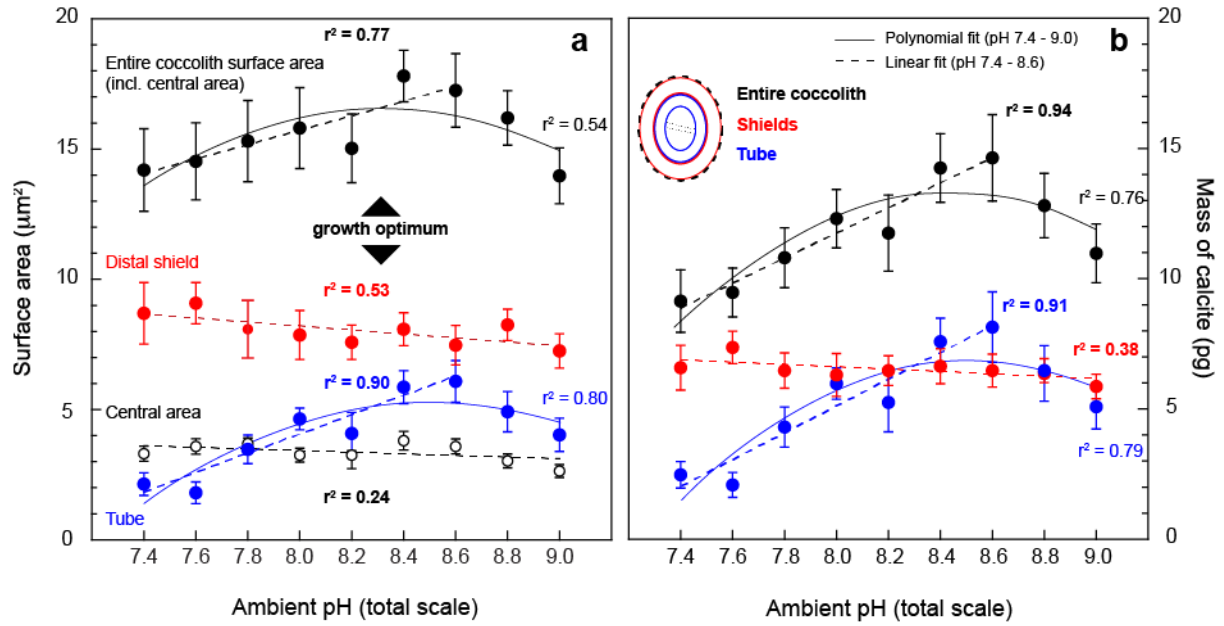 20
15
10
5
0
Surface area (µm²)
a
r² = 0.77
Entire coccolith surface area
(incl. central area)
r² = 0.54
growth optimum
Distal shield
r² = 0.53
r² = 0.90
r² = 0.80
Central area
r² = 0.24
Tube
7.4 7.6 7.8 8.0 8.2 8.4 8.6 8.8 9.0
Ambient pH (total scale)
b
Polynomial fit (pH 7.4 - 9.0)
Linear fit (pH 7.4 - 8.6)
Entire coccolith
Shields
Tube
r² = 0.94
r² = 0.76
r² = 0.91
r² = 0.38
r² = 0.79
7.4 7.6 7.8 8.0 8.2 8.4 8.6 8.8 9.0
Ambient pH (total scale)
20
15
10
5
0
Mass of calcite (pg)